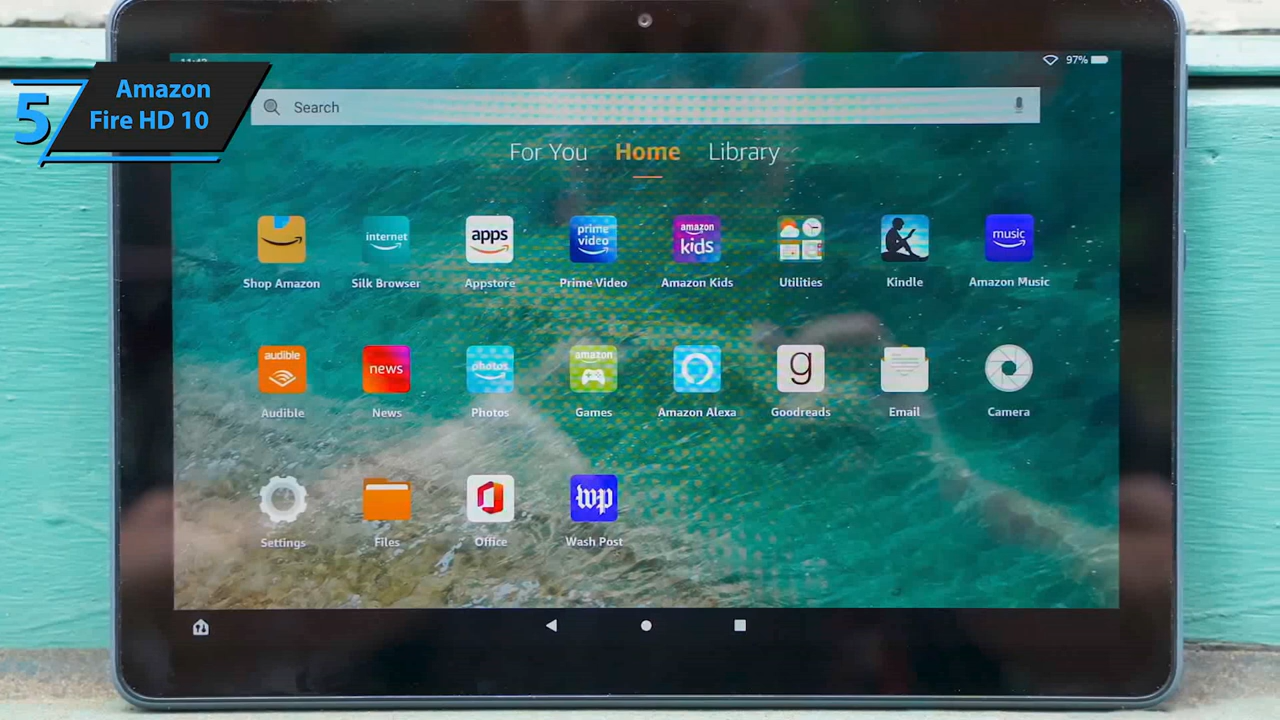 5
Amazon
Fire HD 10
97%
Search
For You Home Library
prime video
amazon kids
internet
apps
music
Shop Amazon Silk Browser Appstore Prime Video Amazon Kids Utilities Kindle Amazon Music
audible
news
photos
amazon
g
Audible News Photos Games Amazon Alexa Goodreads Email Camera
wp
Settings Files Office Wash Post